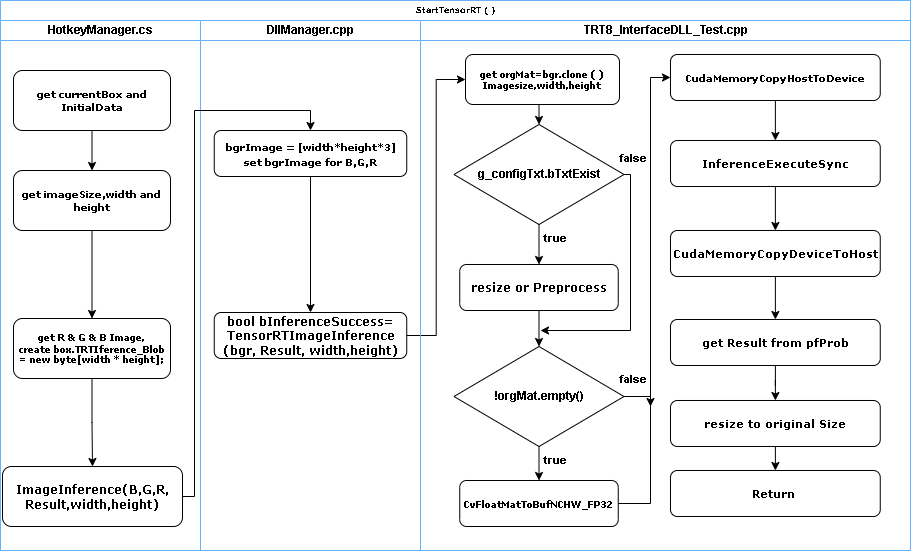 StartTensorRT ( )
HotkeyManager.cs
DllManager.cpp
TRT8_InterfaceDLL_Test.cpp
get currentBox and
InitialData
get imageSize,width and
height
get R & G & B Image,
create box.TRTIference_Blob
= new byte[width * height];
ImageInference(B,G,R,
Result,width,height)
bgrImage = [width*height*3]
set bgrImage for B,G,R
bool bInferenceSuccess=
TensorRTImageInference
(bgr, Result, width,height)
get orgMat=bgr.clone ( )
Imagesize,width,height
g_configTxt.bTxtExist
false
true
resize or Preprocess
!orgMat.empty()
false
true
CvFloatMatToBufNCHW_FP32
CudaMemoryCopyHostToDevice
InferenceExecuteSync
CudaMemoryCopyDeviceToHost
get Result from pfProb
resize to original Size
Return